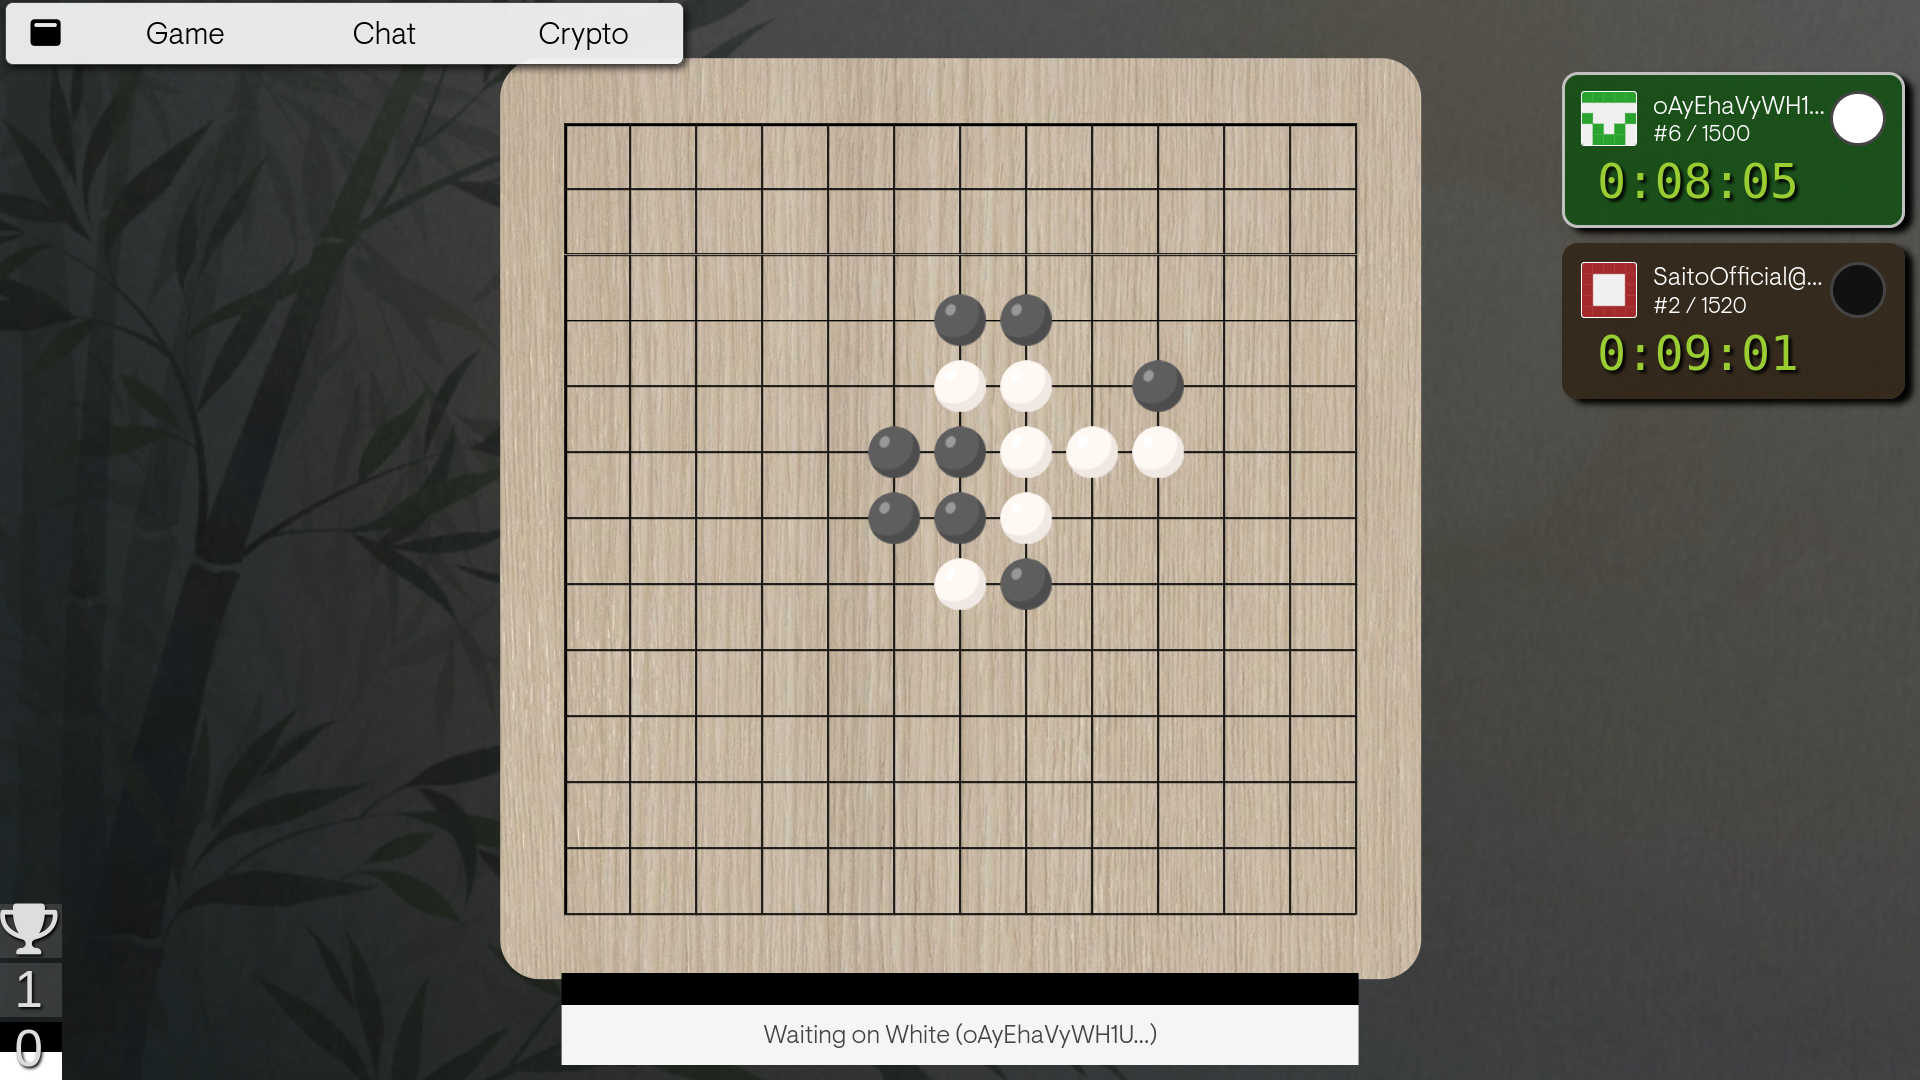 Game Chat Crypto
oAyEhaVyWH1...
#6 / 1500
0:08:05
SaitoOfficial@...
#2 / 1520
0:09:01
1
0
Waiting on White (oAyEhaVyWH1U...)